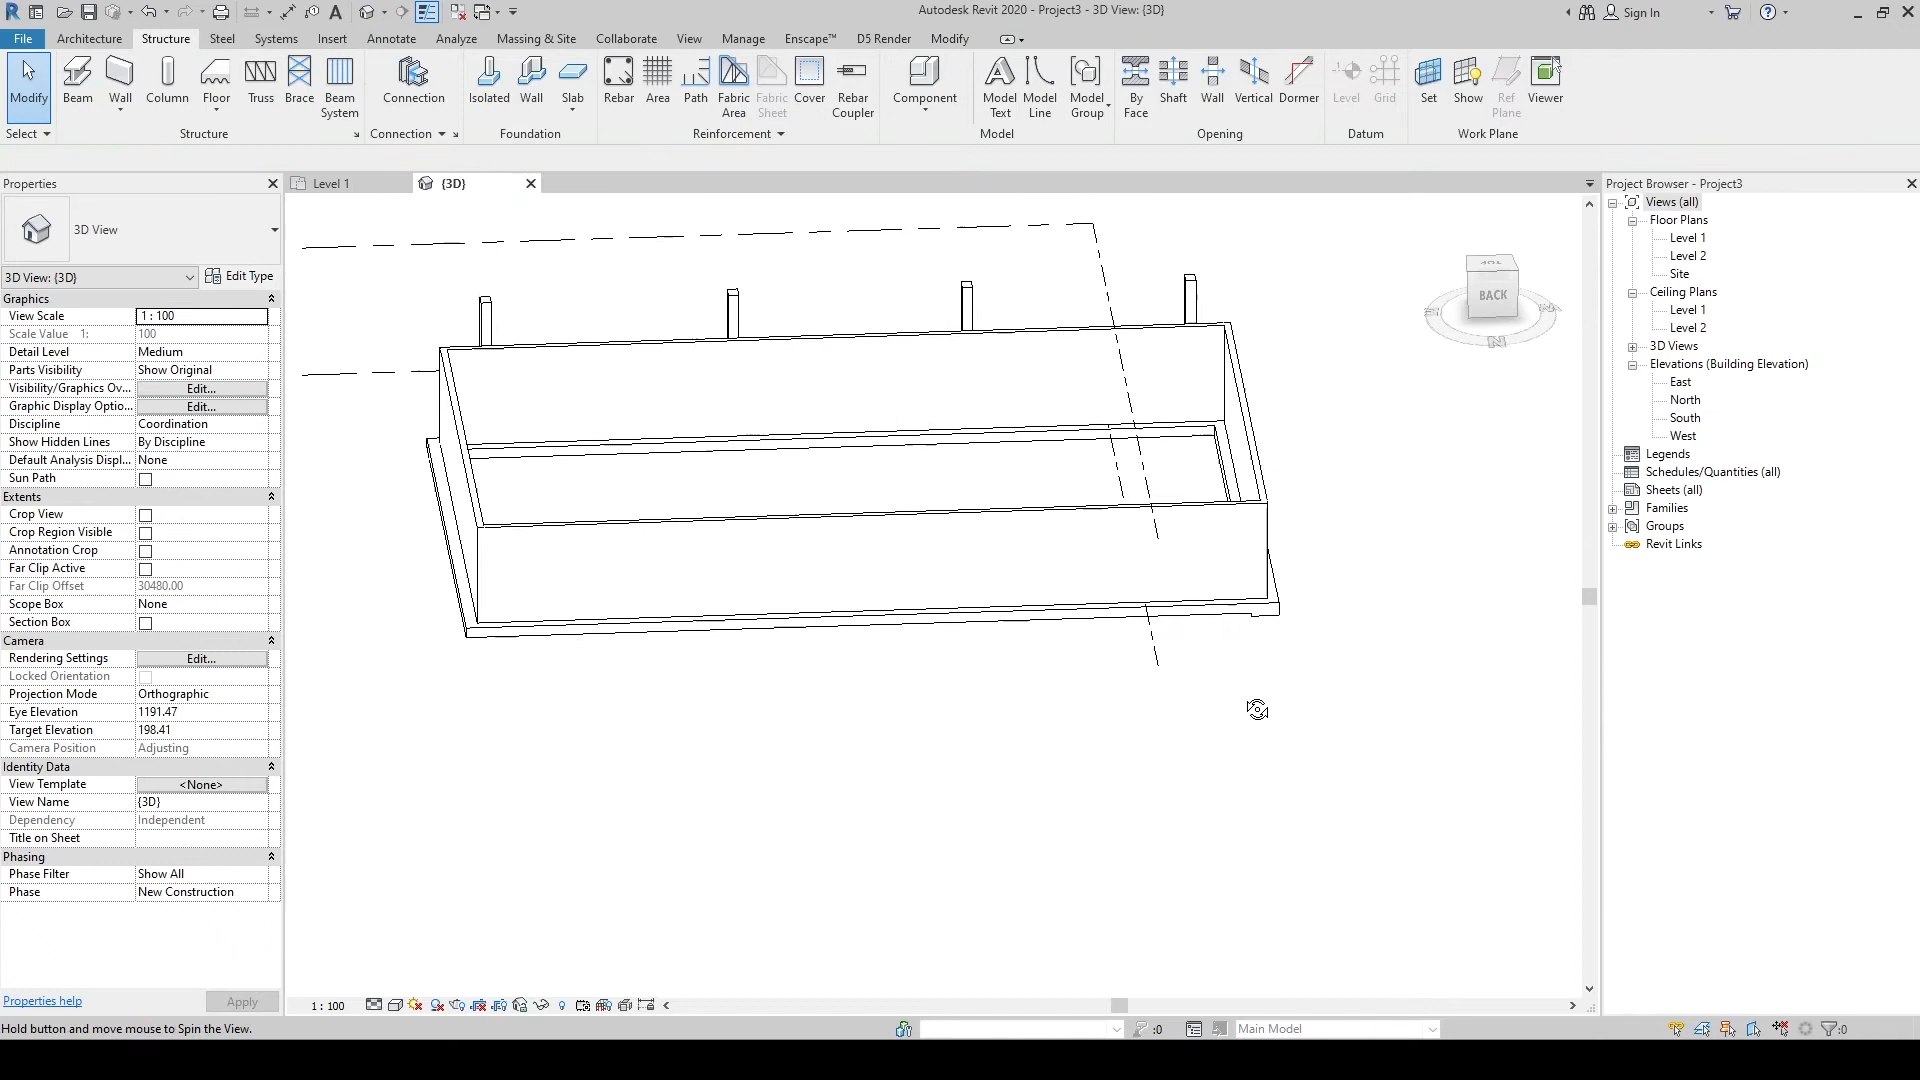 Autodesk Revit 2020 - Project3 - 3D View: {3D}
Sign In
File Architecture Structure Steel Systems Insert Annotate Analyze Massing & Site Collaborate View Manage Enscape™ D5 Render Modify
Modify Beam Wall Column Floor Truss Brace Beam System Connection Isolated Wall Slab Rebar Area Path Fabric Area Fabric Sheet Cover Rebar Coupler Component Model Text Model Line Model Group By Face Shaft Wall Vertical Dormer Level Grid Set Show Ref Plane Viewer
Select Structure Connection Foundation Reinforcement Model Opening Datum Work Plane
Properties
3D View
3D View: {3D} Edit Type
Graphics
View Scale 1 : 100
Scale Value 1: 100
Detail Level Medium
Parts Visibility Show Original
Visibility/Graphics Ov... Edit...
Graphic Display Optio... Edit...
Discipline Coordination
Show Hidden Lines By Discipline
Default Analysis Displ... None
Sun Path
Extents
Crop View
Crop Region Visible
Annotation Crop
Far Clip Active
Far Clip Offset 30480.00
Scope Box None
Section Box
Camera
Rendering Settings Edit...
Locked Orientation
Projection Mode Orthographic
Eye Elevation 1191.47
Target Elevation 198.41
Camera Position Adjusting
Identity Data
View Template <None>
View Name {3D}
Dependency Independent
Title on Sheet
Phasing
Phase Filter Show All
Phase New Construction
Properties help Apply
Level 1 {3D}
TOP
BACK
N
1 : 100
Project Browser - Project3
Views (all)
Floor Plans
Level 1
Level 2
Site
Ceiling Plans
Level 1
Level 2
3D Views
Elevations (Building Elevation)
East
North
South
West
Legends
Schedules/Quantities (all)
Sheets (all)
Families
Groups
Revit Links
Hold button and move mouse to Spin the View.
:0 Main Model :0